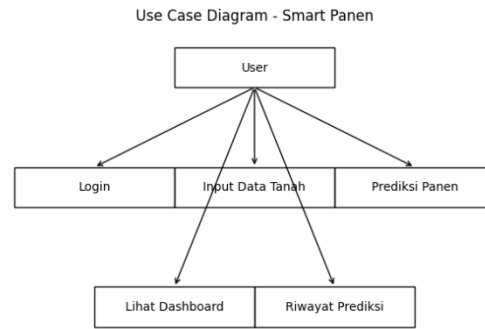 Use Case Diagram - Smart Panen
User
Login
Input Data Tanah
Prediksi Panen
Lihat Dashboard
Riwayat Prediksi